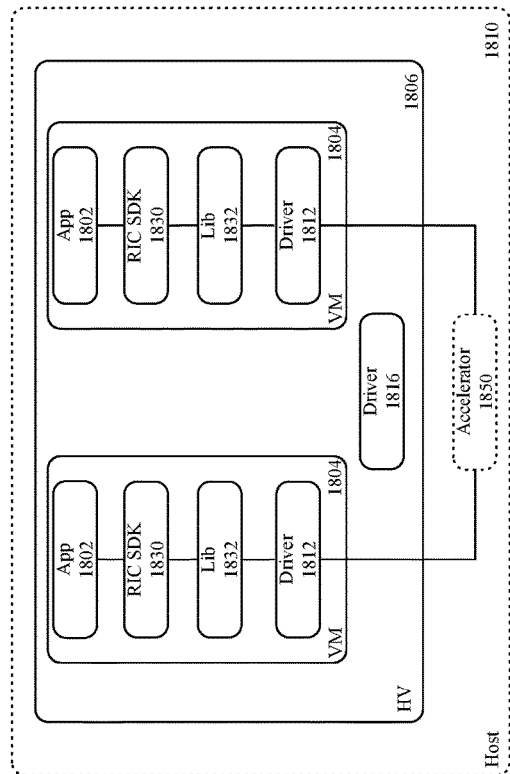 1810
1806
App
1802
RIC SDK
1830
Lib
1832
Driver
1812
1804
VM
App
1802
RIC SDK
1830
Lib
1832
Driver
1812
1804
VM
Driver
1816
HV
Accelerator
1850
Host